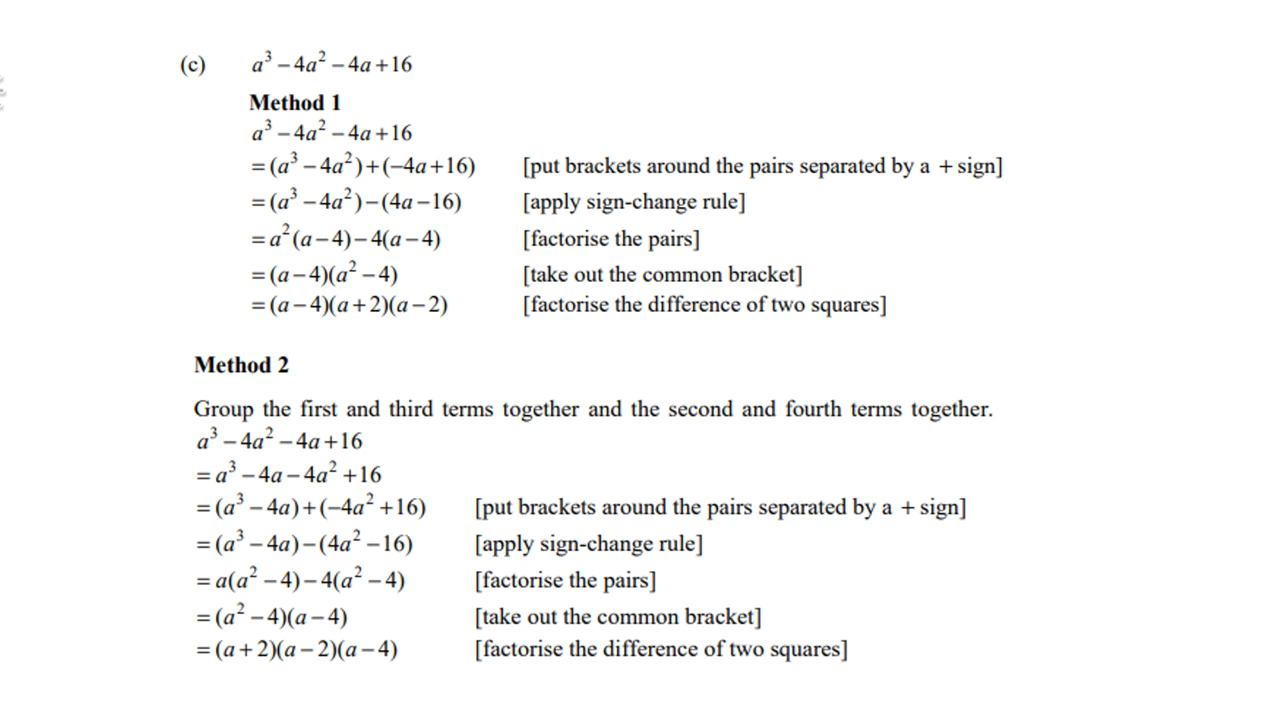 (c) a³ – 4a² – 4a + 16
Method 1
a³ – 4a² – 4a + 16
= (a³ – 4a²) + (–4a + 16) [put brackets around the pairs separated by a + sign]
= (a³ – 4a²) – (4a – 16) [apply sign-change rule]
= a²(a – 4) – 4(a – 4) [factorise the pairs]
= (a – 4)(a² – 4) [take out the common bracket]
= (a – 4)(a + 2)(a – 2) [factorise the difference of two squares]
Method 2
Group the first and third terms together and the second and fourth terms together.
a³ – 4a² – 4a + 16
= a³ – 4a – 4a² + 16
= (a³ – 4a) + (–4a² + 16) [put brackets around the pairs separated by a + sign]
= (a³ – 4a) – (4a² – 16) [apply sign-change rule]
= a(a² – 4) – 4(a² – 4) [factorise the pairs]
= (a² – 4)(a – 4) [take out the common bracket]
= (a + 2)(a – 2)(a – 4) [factorise the difference of two squares]